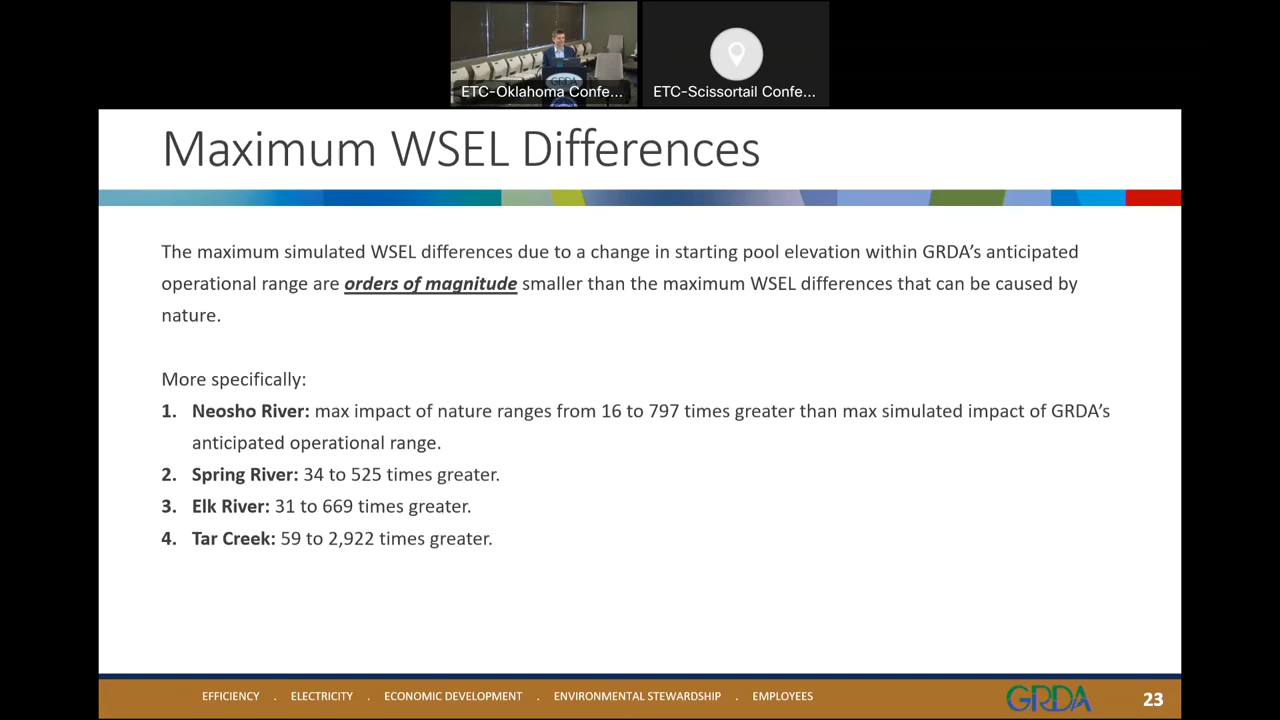 ETC-Oklahoma Confe...
ETC-Scissortail Confe...
GRDA
Maximum WSEL Differences
The maximum simulated WSEL differences due to a change in starting pool elevation within GRDA's anticipated
operational range are orders of magnitude smaller than the maximum WSEL differences that can be caused by
nature.
More specifically:
1. Neosho River: max impact of nature ranges from 16 to 797 times greater than max simulated impact of GRDA's
anticipated operational range.
2. Spring River: 34 to 525 times greater.
3. Elk River: 31 to 669 times greater.
4. Tar Creek: 59 to 2,922 times greater.
EFFICIENCY . ELECTRICITY . ECONOMIC DEVELOPMENT . ENVIRONMENTAL STEWARDSHIP . EMPLOYEES
GRDA
23